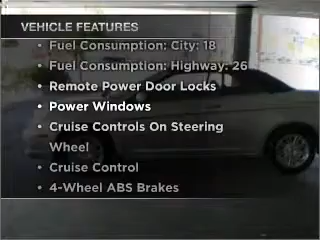 VEHICLE FEATURES
• Fuel Consumption: City: 18
• Fuel Consumption: Highway: 26
• Remote Power Door Locks
• Power Windows
• Cruise Controls On Steering
Wheel
• Cruise Control
• 4-Wheel ABS Brakes